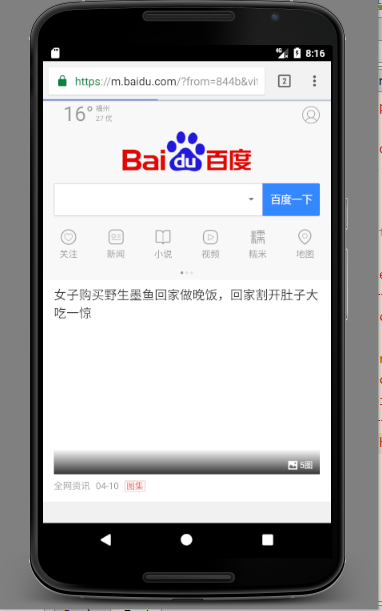 4G 8:16
https://m.baidu.com/?from=844b&vit
2
16° 福州
27 优
Bai du 百度
百度一下
关注 新闻 小说 视频 糯米 地图
女子购买野生墨鱼回家做晚饭，回家割开肚子大
吃一惊
5图
全网资讯 04-10 图集